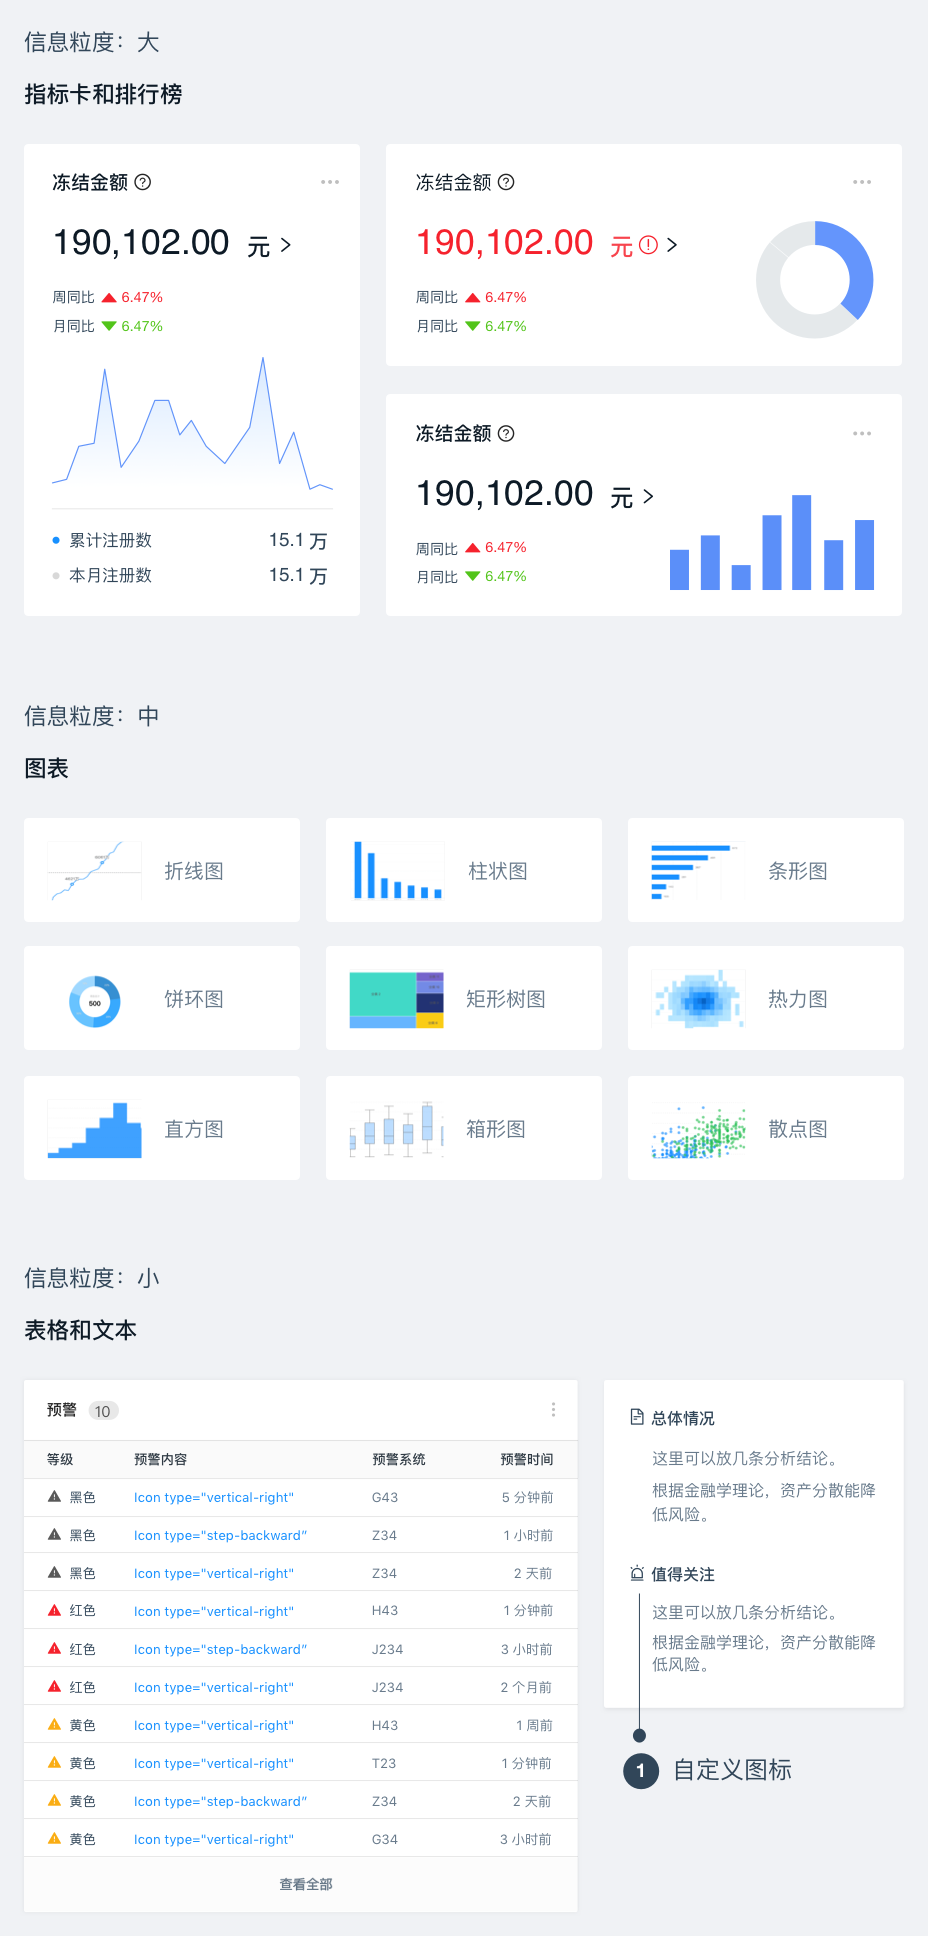 信息粒度：大
指标卡和排行榜
冻结金额
190,102.00 元
周同比 6.47%
月同比 6.47%
累计注册数 15.1 万
本月注册数 15.1 万
冻结金额
190,102.00 元
周同比 6.47%
月同比 6.47%
冻结金额
190,102.00 元
周同比 6.47%
月同比 6.47%
信息粒度：中
图表
折线图
柱状图
条形图
500
饼环图
矩形树图
热力图
直方图
箱形图
散点图
信息粒度：小
表格和文本
预警 10
等级 预警内容 预警系统 预警时间
黑色 Icon type="vertical-right" G43 5 分钟前
黑色 Icon type="step-backward" Z34 1 小时前
黑色 Icon type="vertical-right" Z34 2 天前
红色 Icon type="vertical-right" H43 1 分钟前
红色 Icon type="step-backward" J234 3 小时前
红色 Icon type="vertical-right" J234 2 个月前
黄色 Icon type="vertical-right" H43 1 周前
黄色 Icon type="vertical-right" T23 1 分钟前
黄色 Icon type="step-backward" Z34 2 天前
黄色 Icon type="vertical-right" G34 3 小时前
查看全部
总体情况
这里可以放几条分析结论。
根据金融学理论，资产分散能降
低风险。
值得关注
这里可以放几条分析结论。
根据金融学理论，资产分散能降
低风险。
1 自定义图标